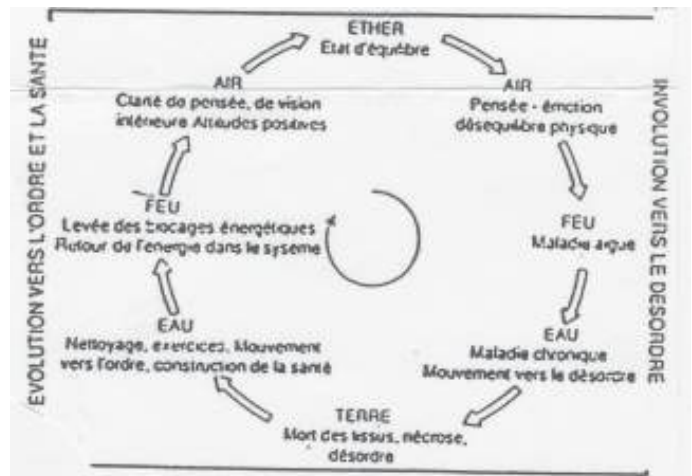 ETHER
Etat d'équilibre
AIR
Clarté de pensée, de vision
intérieure Attitudes positives
AIR
Pensée - émotion
désequilibre physique
FEU
Levée des blocages énergétiques
Retour de l'energie dans le systeme
FEU
Maladie aigue
EAU
Nettoyage, exercices, Mouvement
vers l'ordre, construction de la santé
EAU
Maladie chronique
Mouvement vers le désordre
TERRE
Mort des tissus, nécrose,
désordre
EVOLUTION VERS L'ORDRE ET LA SANTE
INVOLUTION VERS LE DESORDRE